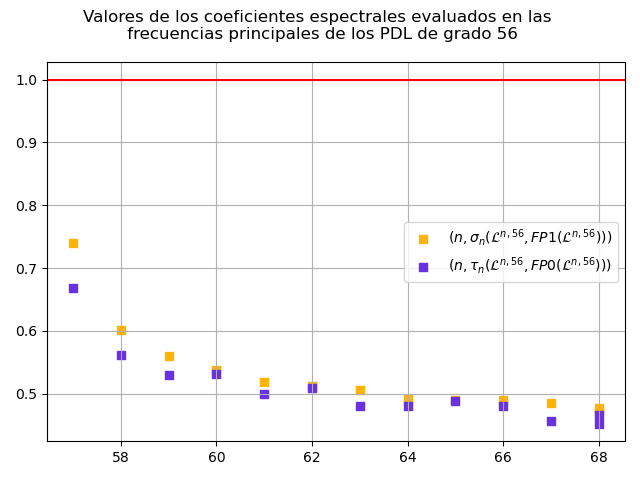 Valores de los coeficientes espectrales evaluados en las
frecuencias principales de los PDL de grado 56
1.0
0.9
0.8
0.7
0.6
0.5
(n, σₙ(ℒⁿ,⁵⁶, FP1(ℒⁿ,⁵⁶)))
(n, τₙ(ℒⁿ,⁵⁶, FP0(ℒⁿ,⁵⁶)))
58 60 62 64 66 68